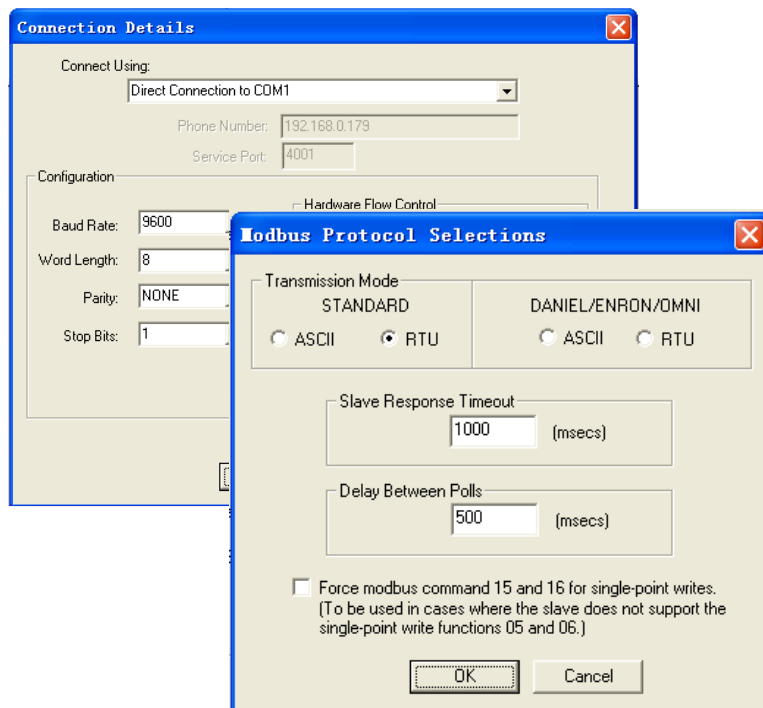 Connection Details
Connect Using:
Direct Connection to COM1
Phone Number: 192.168.0.179
Service Port: 4001
Configuration
Hardware Flow Control
Baud Rate: 9600
Word Length: 8
Parity: NONE
Stop Bits: 1
Modbus Protocol Selections
Transmission Mode
STANDARD DANIEL/ENRON/OMNI
ASCII RTU ASCII RTU
Slave Response Timeout
1000 (msecs)
Delay Between Polls
500 (msecs)
Force modbus command 15 and 16 for single-point writes.
(To be used in cases where the slave does not support the
single-point write functions 05 and 06.)
OK Cancel